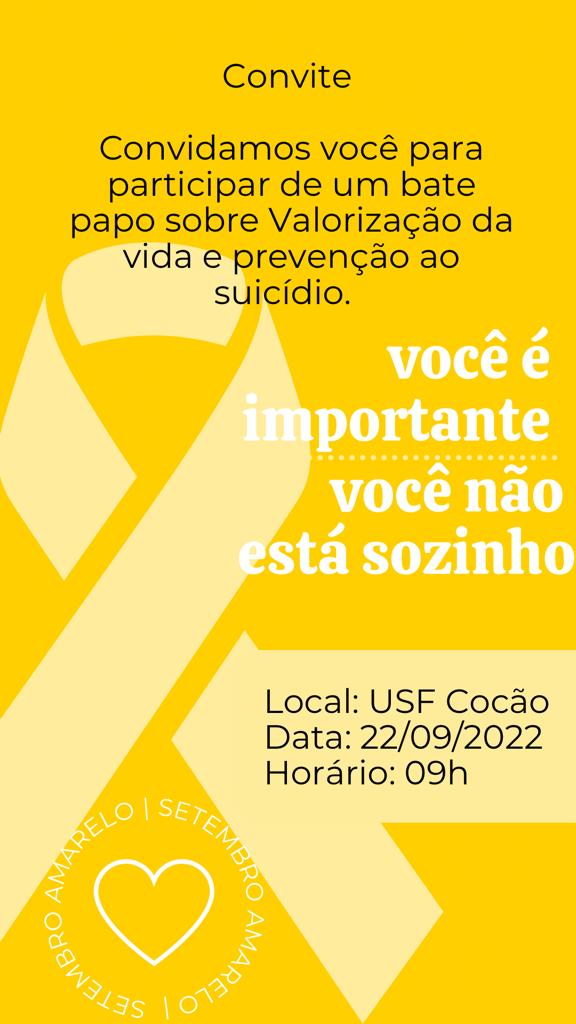 Convite
Convidamos você para
participar de um bate
papo sobre Valorização da
vida e prevenção ao
suicídio.
você é
importante
você não
está sozinho
Local: USF Cocão
Data: 22/09/2022
Horário: 09h
SETEMBRO AMARELO | SETEMBRO AMARELO |